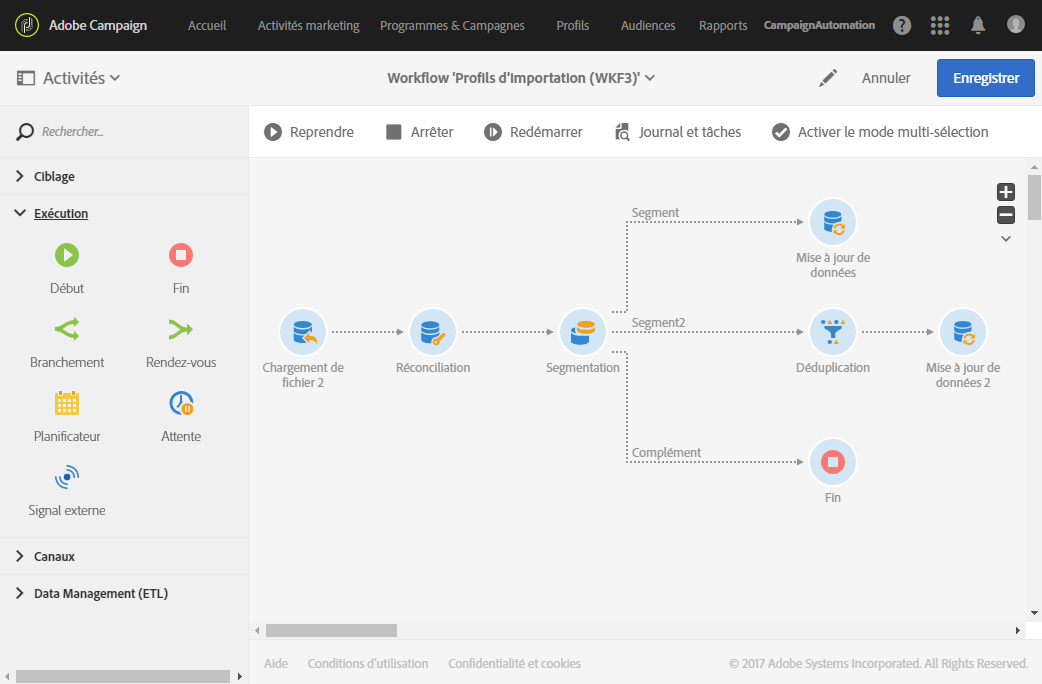 Adobe Campaign Accueil Activités marketing Programmes & Campagnes Profils Audiences Rapports CampaignAutomation ?
Activités Workflow 'Profils d'importation (WKF3)' Annuler Enregistrer
Rechercher... Reprendre Arrêter Redémarrer Journal et tâches Activer le mode multi-sélection
Ciblage
Exécution
Début Fin
Branchement Rendez-vous
Planificateur Attente
Signal externe
Canaux
Data Management (ETL)
Segment
Mise à jour de
données
Segment2
Chargement de
fichier 2
Réconciliation
Segmentation
Déduplication
Mise à jour de
données 2
Complément
Fin
Aide Conditions d'utilisation Confidentialité et cookies © 2017 Adobe Systems Incorporated. All Rights Reserved.